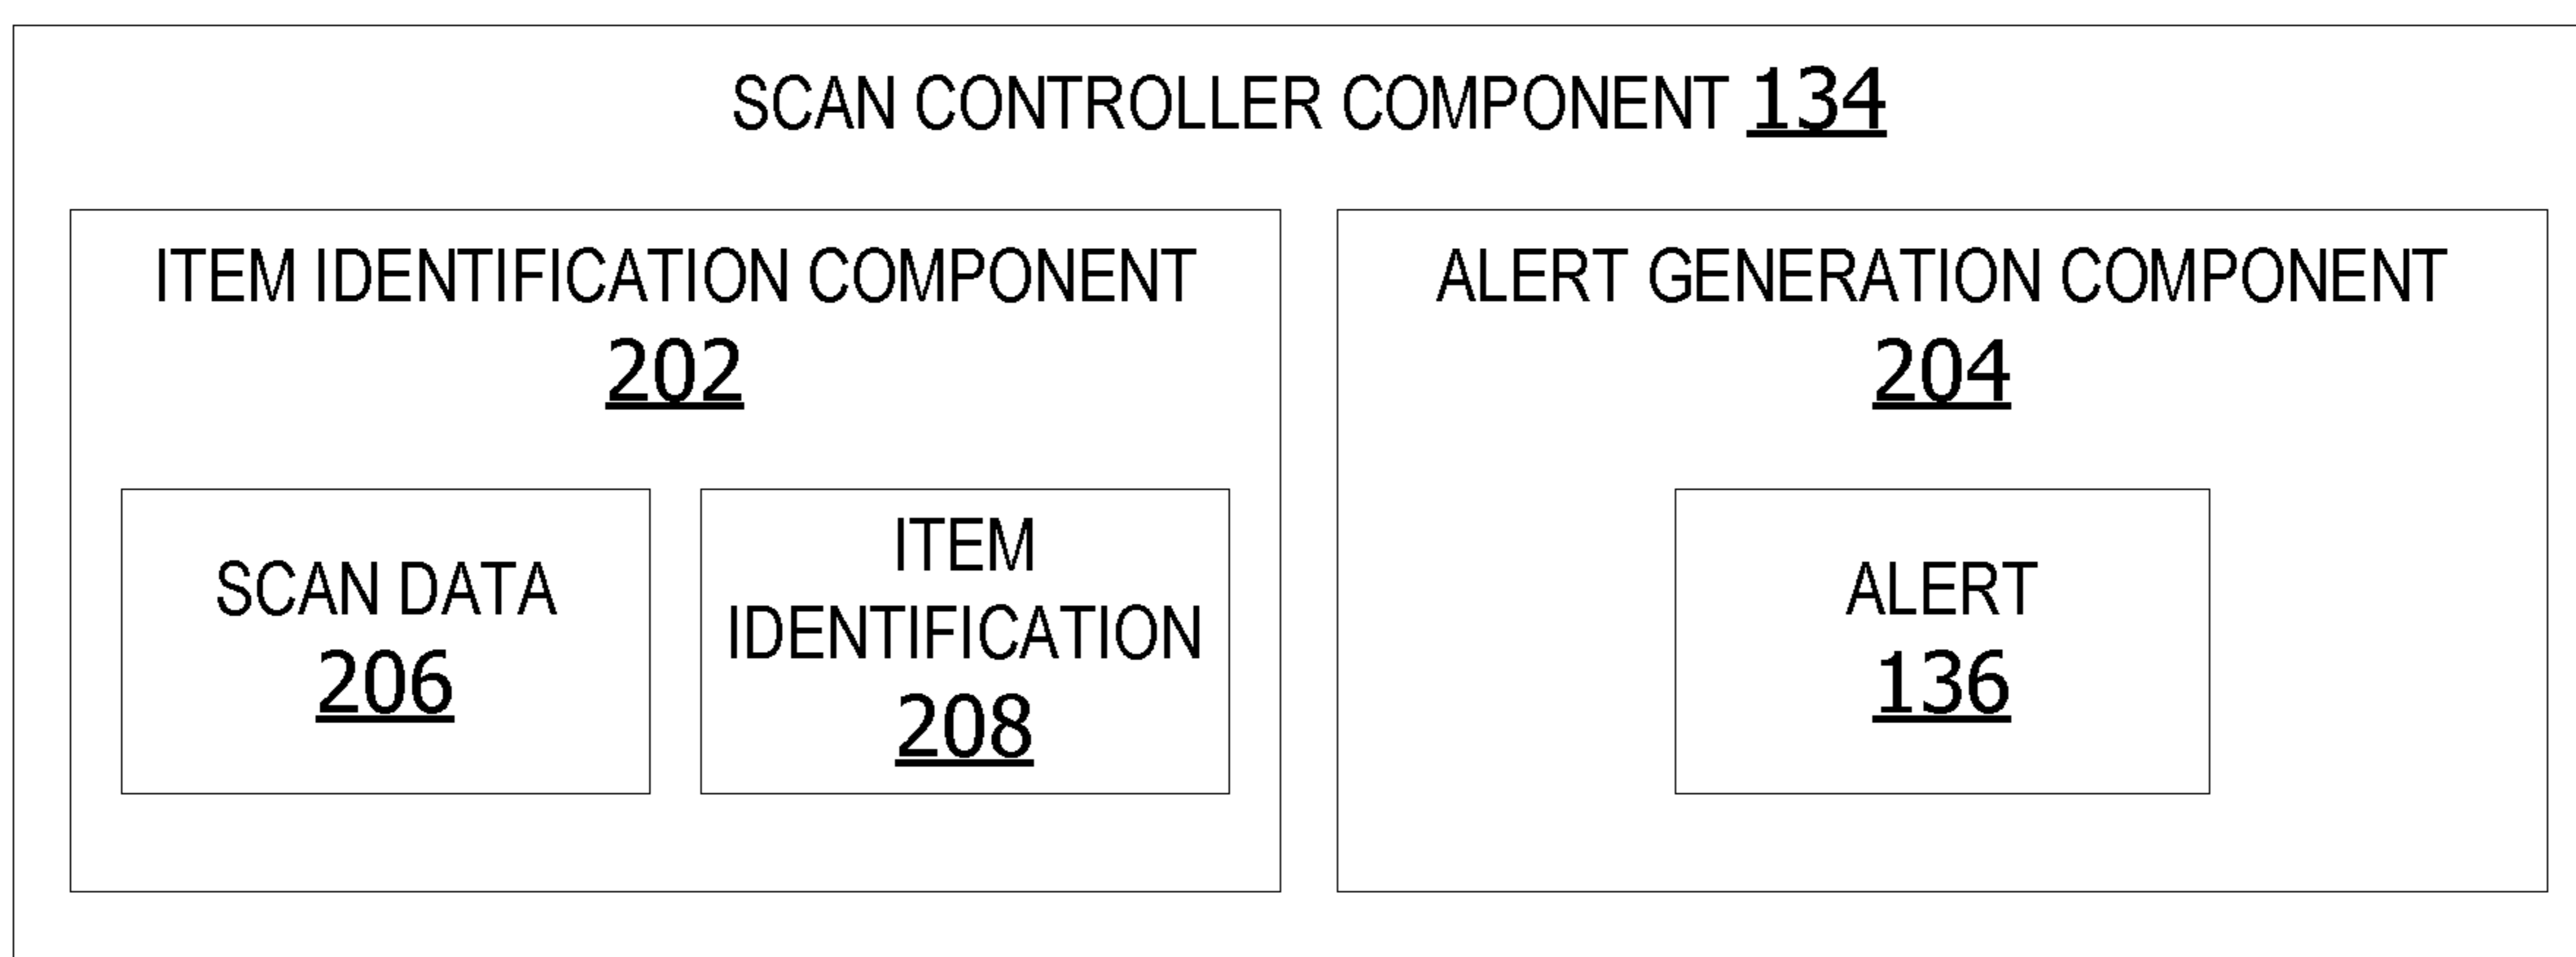 SCAN CONTROLLER COMPONENT 134
ITEM IDENTIFICATION COMPONENT
202
SCAN DATA
206
ITEM
IDENTIFICATION
208
ALERT GENERATION COMPONENT
204
ALERT
136